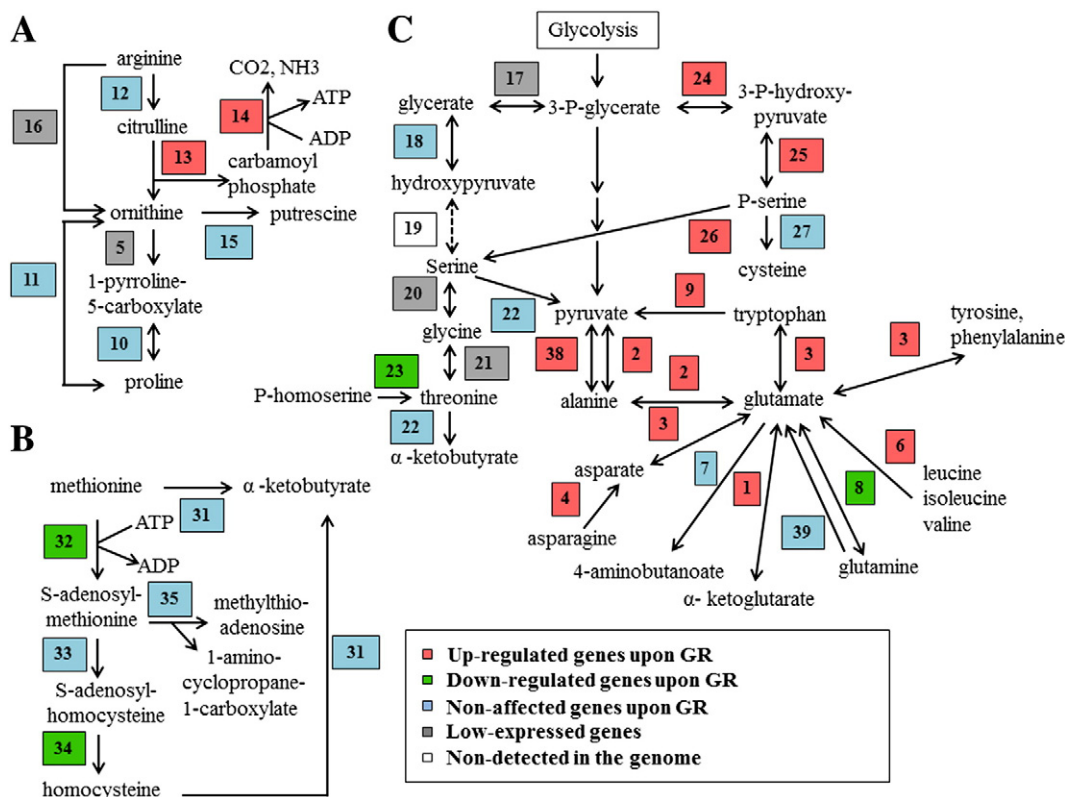 A
arginine
12
CO2, NH3
16
citrulline
14
ATP
ADP
13
carbamoyl
phosphate
ornithine
putrescine
5
15
11
1-pyrroline-
5-carboxylate
10
proline
B
methionine
α -ketobutyrate
31
32
ATP
ADP
S-adenosyl-
methionine
35
methylthio-
adenosine
33
1-amino-
cyclopropane-
1-carboxylate
31
S-adenosyl-
homocysteine
34
homocysteine
C
Glycolysis
17
24
glycerate
3-P-glycerate
3-P-hydroxy-
pyruvate
18
25
hydroxypyruvate
P-serine
19
26
27
Serine
cysteine
20
22
9
pyruvate
tryptophan
tyrosine,
phenylalanine
glycine
38
2
2
3
3
23
21
P-homoserine
threonine
alanine
glutamate
22
3
α -ketobutyrate
asparate
7
1
8
6
leucine
isoleucine
valine
4
asparagine
39
4-aminobutanoate
glutamine
α- ketoglutarate
Up-regulated genes upon GR
Down-regulated genes upon GR
Non-affected genes upon GR
Low-expressed genes
Non-detected in the genome